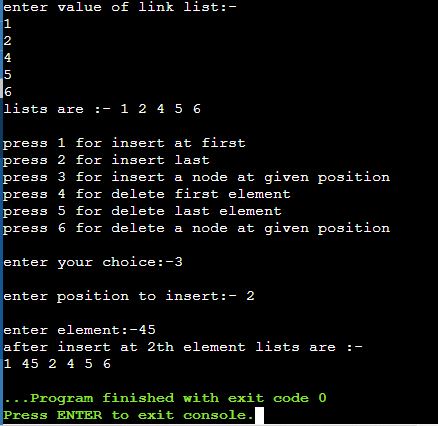 enter value of link list:-
1
2
4
5
6
lists are :- 1 2 4 5 6
press 1 for insert at first
press 2 for insert last
press 3 for insert a node at given position
press 4 for delete first element
press 5 for delete last element
press 6 for delete a node at given position
enter your choice:-3
enter position to insert:- 2
enter element:-45
after insert at 2th element lists are :-
1 45 2 4 5 6
...Program finished with exit code 0
Press ENTER to exit console.